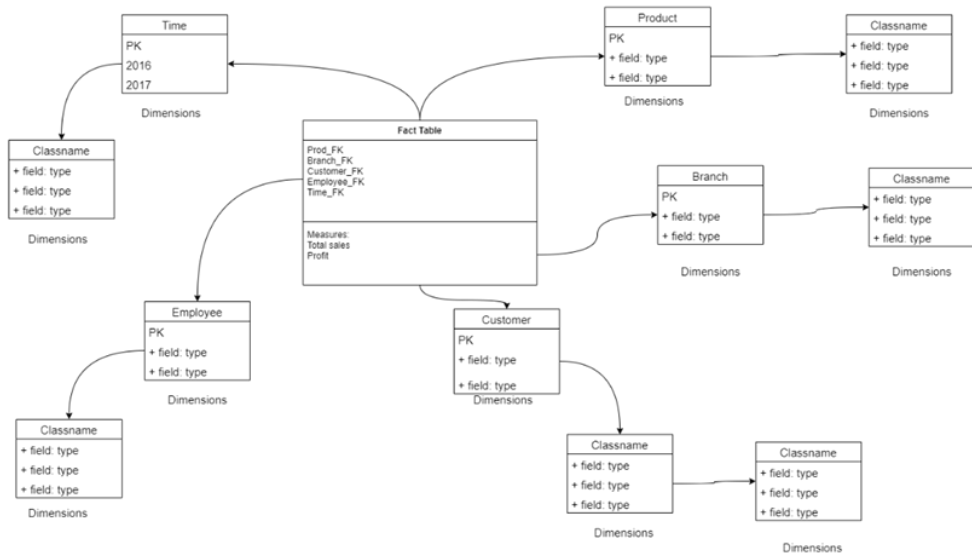 Time
PK
2016
2017
Dimensions
Product
PK
+ field: type
+ field: type
Dimensions
Classname
+ field: type
+ field: type
+ field: type
Dimensions
Classname
+ field: type
+ field: type
+ field: type
Dimensions
Fact Table
Prod_FK
Branch_FK
Customer_FK
Employee_FK
Time_FK
Measures:
Total sales
Profit
Branch
PK
+ field: type
+ field: type
Dimensions
Classname
+ field: type
+ field: type
+ field: type
Dimensions
Employee
PK
+ field: type
+ field: type
Dimensions
Customer
PK
+ field: type
+ field: type
Dimensions
Classname
+ field: type
+ field: type
+ field: type
Dimensions
Classname
+ field: type
+ field: type
+ field: type
Dimensions
Classname
+ field: type
+ field: type
+ field: type
Dimensions